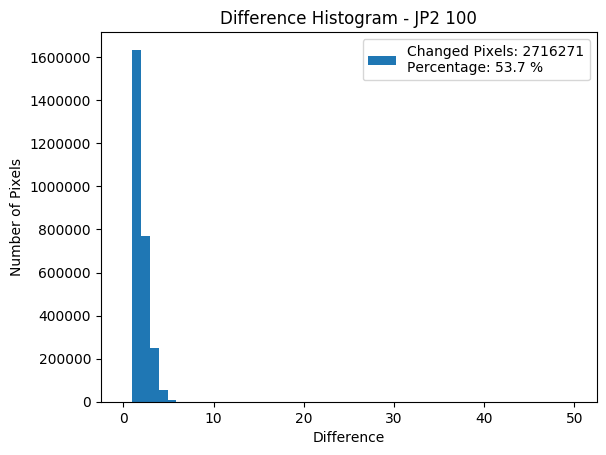 Difference Histogram - JP2 100
Changed Pixels: 2716271
Percentage: 53.7 %
1600000
1400000
1200000
1000000
800000
600000
400000
200000
0
Number of Pixels
0 10 20 30 40 50
Difference